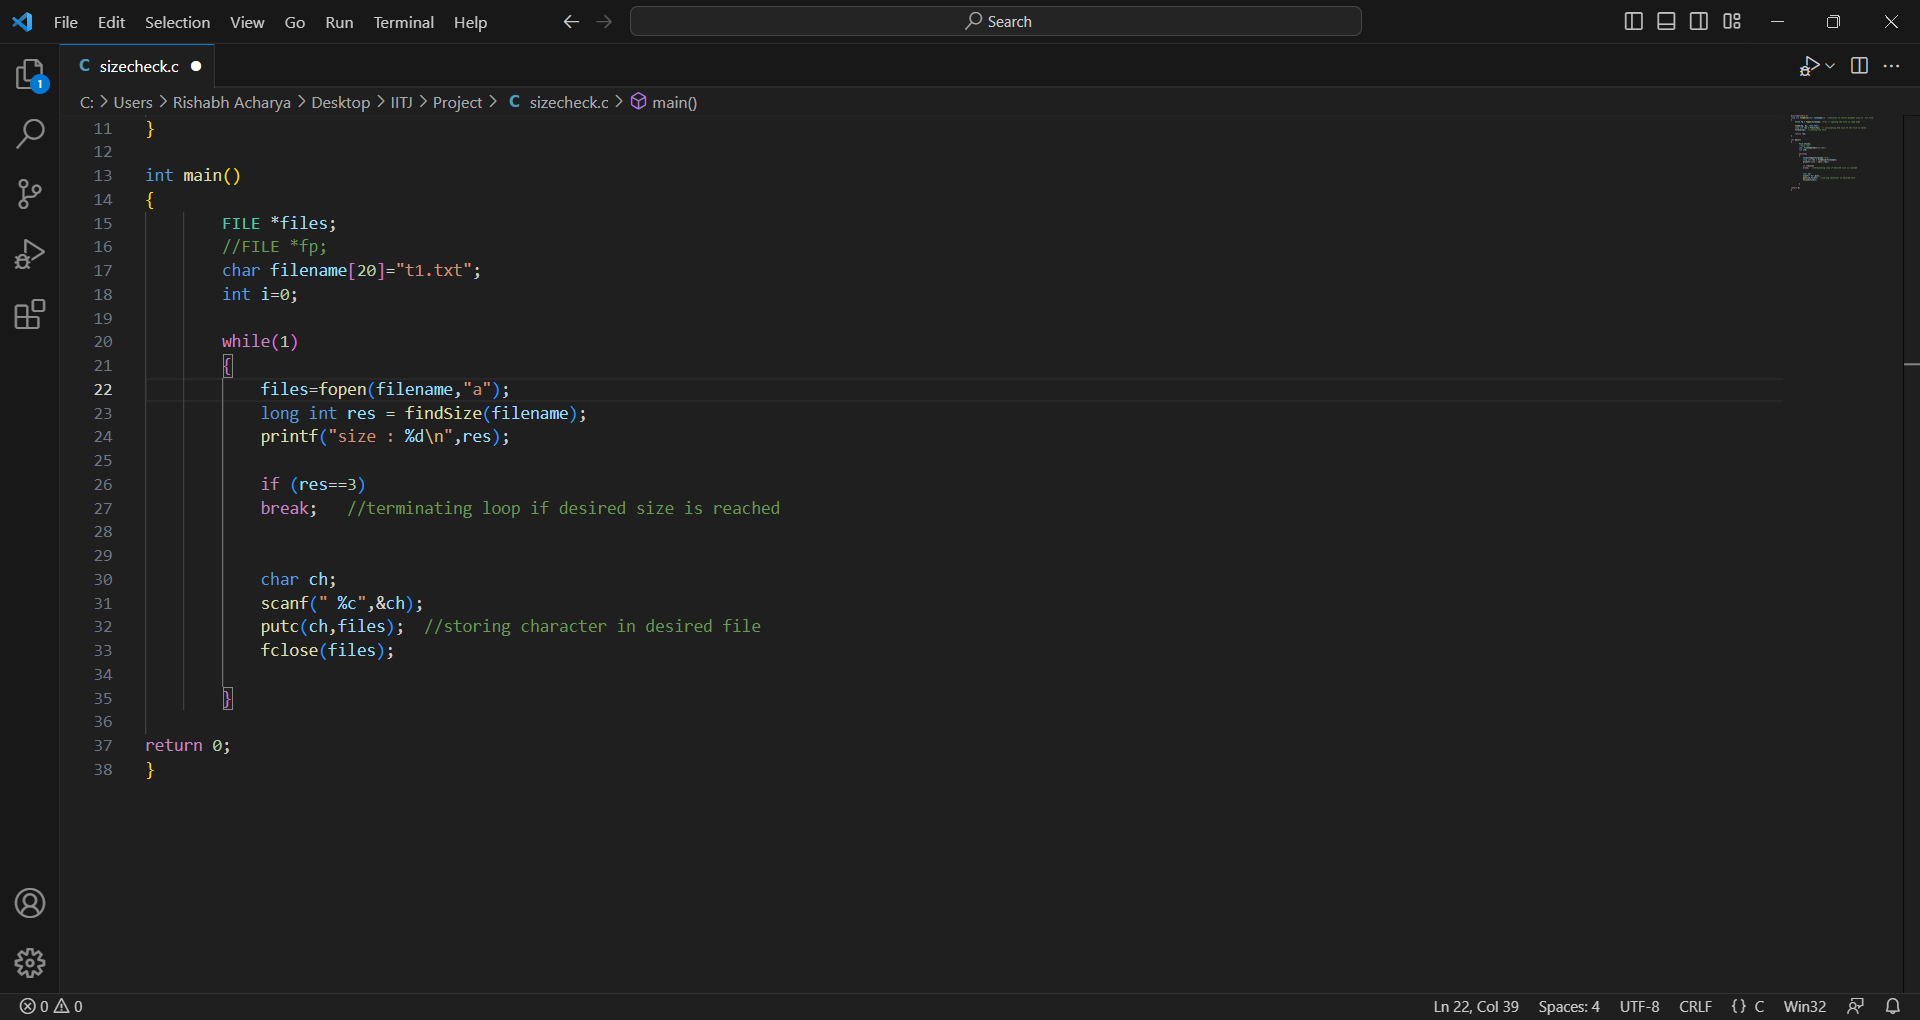 File Edit Selection View Go Run Terminal Help Search
C sizecheck.c
1
C: > Users > Rishabh Acharya > Desktop > IITJ > Project > C sizecheck.c > main()
11 }
12
13 int main()
14 {
15 FILE *files;
16 //FILE *fp;
17 char filename[20]="t1.txt";
18 int i=0;
19
20 while(1)
21 {
22 files=fopen(filename,"a");
23 long int res = findSize(filename);
24 printf("size : %d\n",res);
25
26 if (res==3)
27 break; //terminating loop if desired size is reached
28
29
30 char ch;
31 scanf(" %c",&ch);
32 putc(ch,files); //storing character in desired file
33 fclose(files);
34
35 }
36
37 return 0;
38 }
0 0 Ln 22, Col 39 Spaces: 4 UTF-8 CRLF {} C Win32